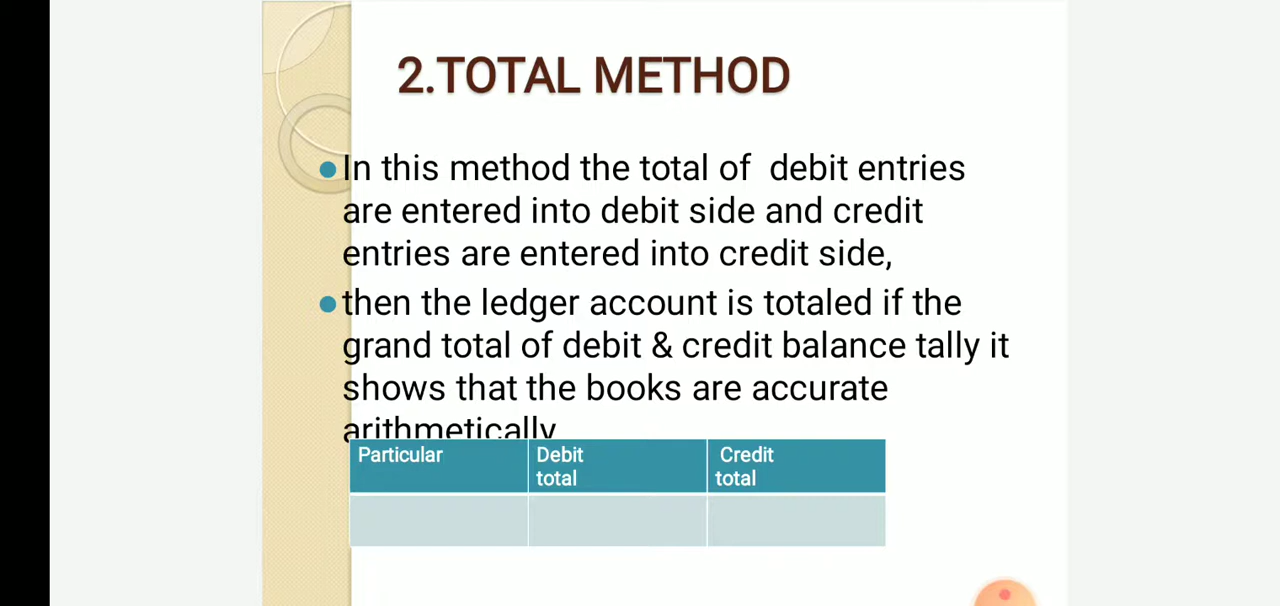 2.TOTAL METHOD
In this method the total of debit entries
are entered into debit side and credit
entries are entered into credit side,
then the ledger account is totaled if the
grand total of debit & credit balance tally it
shows that the books are accurate
arithmetically
Particular Debit total Credit total